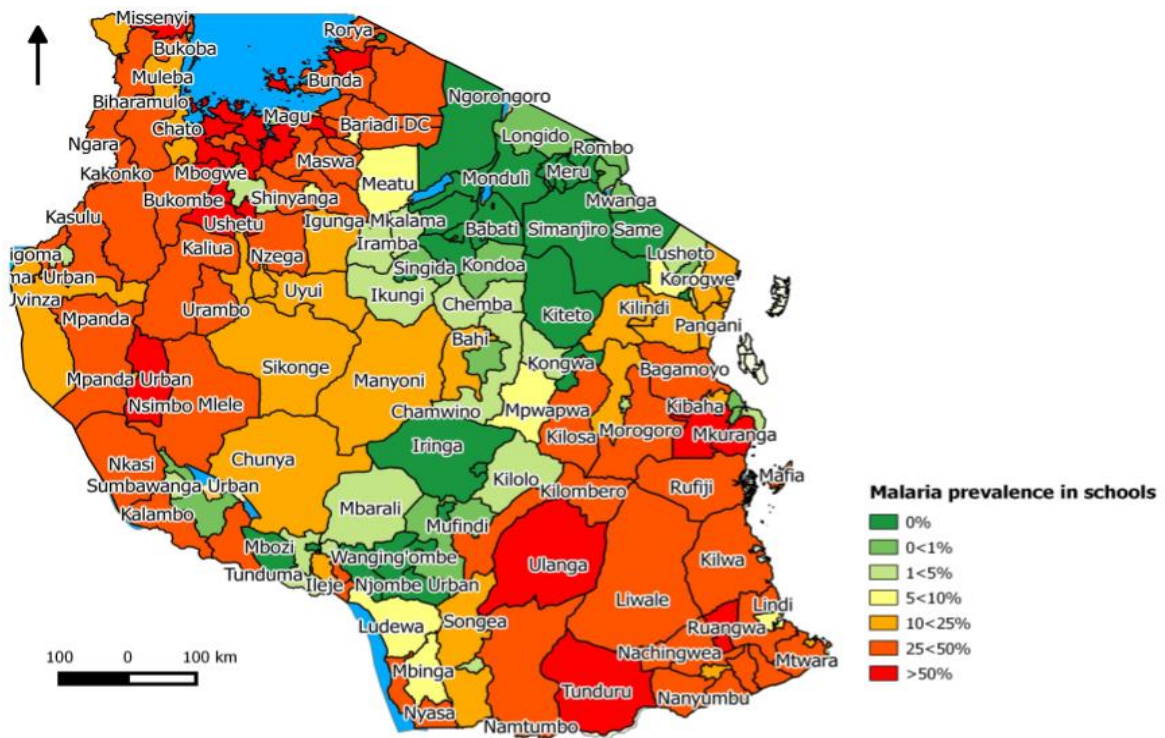 Missenyi
Rorya
Bukoba
Muleba
Bunda
Ngorongoro
Biharamulo
Magu
Chato
Bariadi DC
Longido
Rombo
Ngara
Maswa
Meru
Kakonko
Mbogwe
Meatu
Monduli
Bukombe
Shinyanga
Mwanga
Kasulu
Ushetu
Igunga
Mkalama
Babati
Simanjiro
Same
Iramba
igoma
Kaliua
Nzega
Lushoto
Singida
Kondoa
Korogwe
ma Urban
Uvinza
Uyui
Ikungi
Chemba
Kilindi
Mpanda
Urambo
Kiteto
Pangani
Bahi
Sikonge
Kongwa
Bagamoyo
Mpanda Urban
Manyoni
Nsimbo
Mlele
Chamwino
Mpwapwa
Kibaha
Kilosa
Morogoro
Mkuranga
Iringa
Nkasi
Chunya
Kilolo
Mafia
Sumbawanga Urban
Kilombero
Rufiji
Kalambo
Mbarali
Mufindi
Mbozi
Wanging'ombe
Ulanga
Kilwa
Tunduma
Ileje
Njombe Urban
Liwale
Lindi
Ludewa
Songea
Ruangwa
Nachingwea
Mtwara
Mbinga
Tunduru
Nanyumbu
Nyasa
Namtumbo
100 0 100 km
Malaria prevalence in schools
0%
0<1%
1<5%
5<10%
10<25%
25<50%
>50%